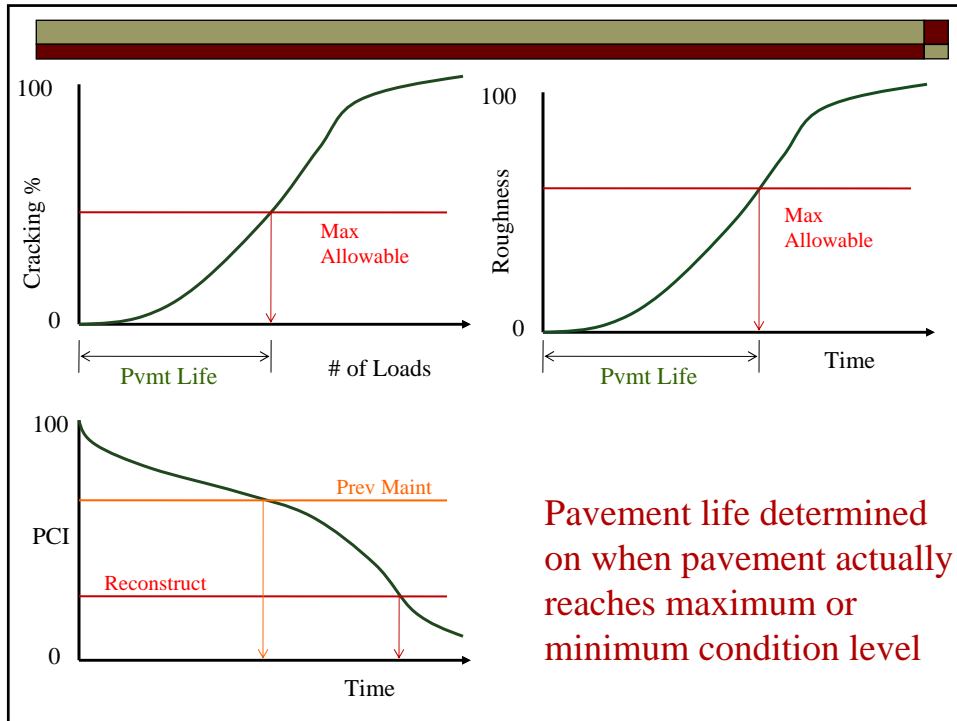 100
Cracking %
Max
Allowable
0
Pvmt Life
# of Loads
100
Roughness
Max
Allowable
0
Pvmt Life
Time
100
Prev Maint
PCI
Reconstruct
0
Time
Pavement life determined
on when pavement actually
reaches maximum or
minimum condition level